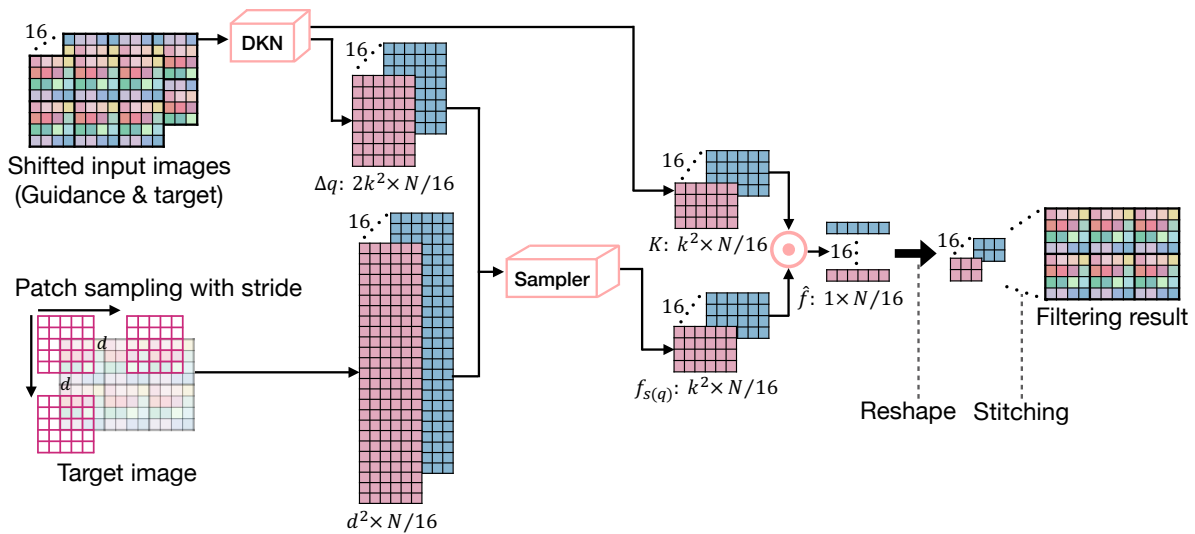 16
DKN
Shifted input images
(Guidance & target)
16
Δq: 2k²× N/16
16
d²× N/16
Patch sampling with stride
d
d
Target image
Sampler
16
K: k²× N/16
16
f_{s(q)}: k²× N/16
16
f̂: 1× N/16
16
Filtering result
Reshape
Stitching